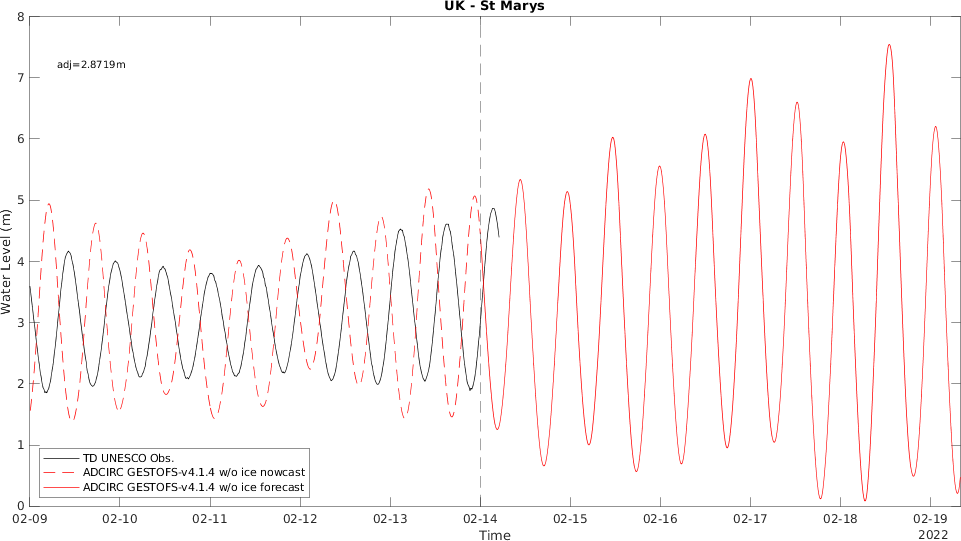 UK - St Marys
8
adj=2.8719m
7
6
5
4
3
2
1
0
Water Level (m)
TD UNESCO Obs.
ADCIRC GESTOFS-v4.1.4 w/o ice nowcast
ADCIRC GESTOFS-v4.1.4 w/o ice forecast
02-09 02-10 02-11 02-12 02-13 02-14 02-15 02-16 02-17 02-18 02-19
Time
2022